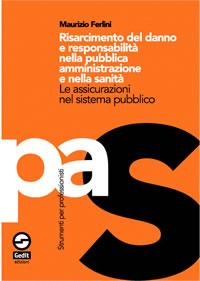 Maurizio Ferlini
Risarcimento del danno
e responsabilità
nella pubblica
amministrazione
e nella sanità
Le assicurazioni
nel sistema pubblico
pas
Strumenti per professionisti
Gedit
edizioni